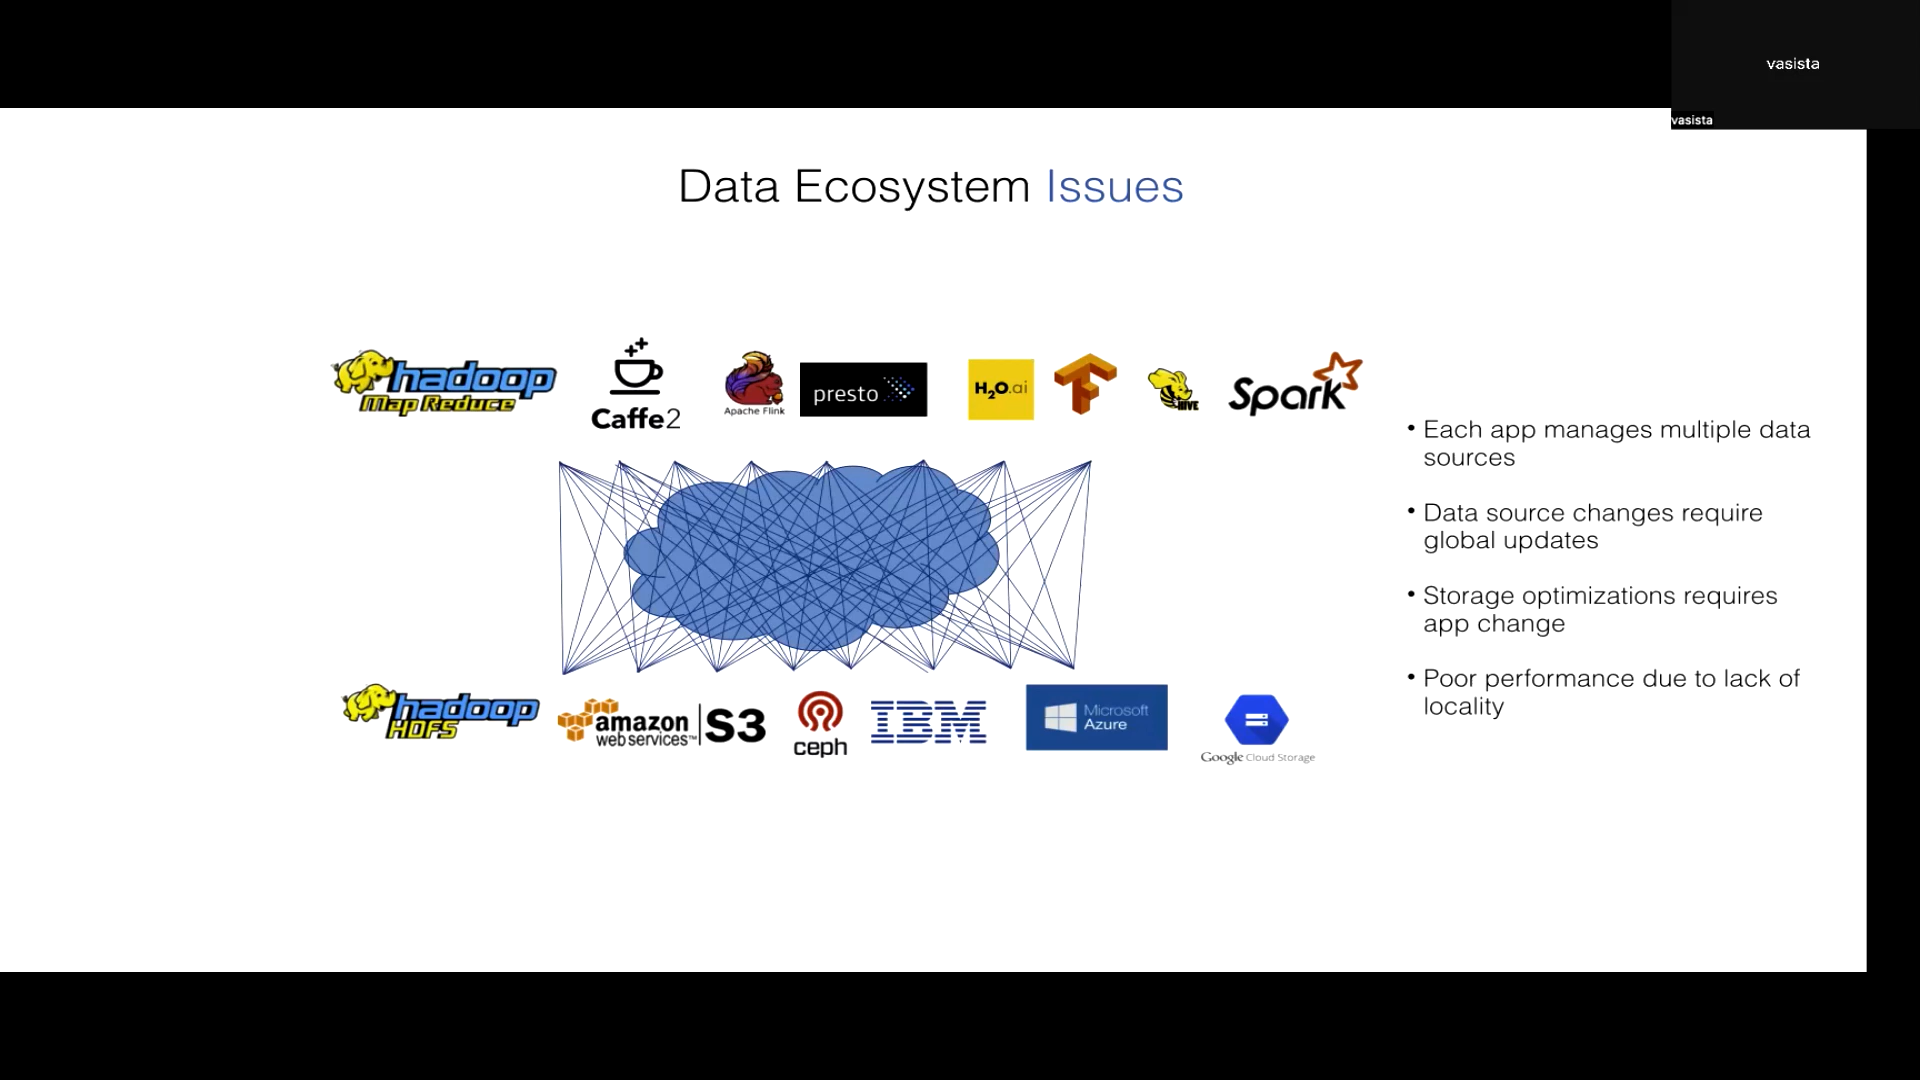 vasista
vasista
Data Ecosystem Issues
hadoop
Map Reduce
++
Caffe2
Apache Flink
presto
H2O.ai
HIVE
Spark
• Each app manages multiple data
sources
• Data source changes require
global updates
• Storage optimizations requires
app change
• Poor performance due to lack of
locality
hadoop
HDFS
amazon
web services™
S3
ceph
IBM
Microsoft
Azure
Google Cloud Storage